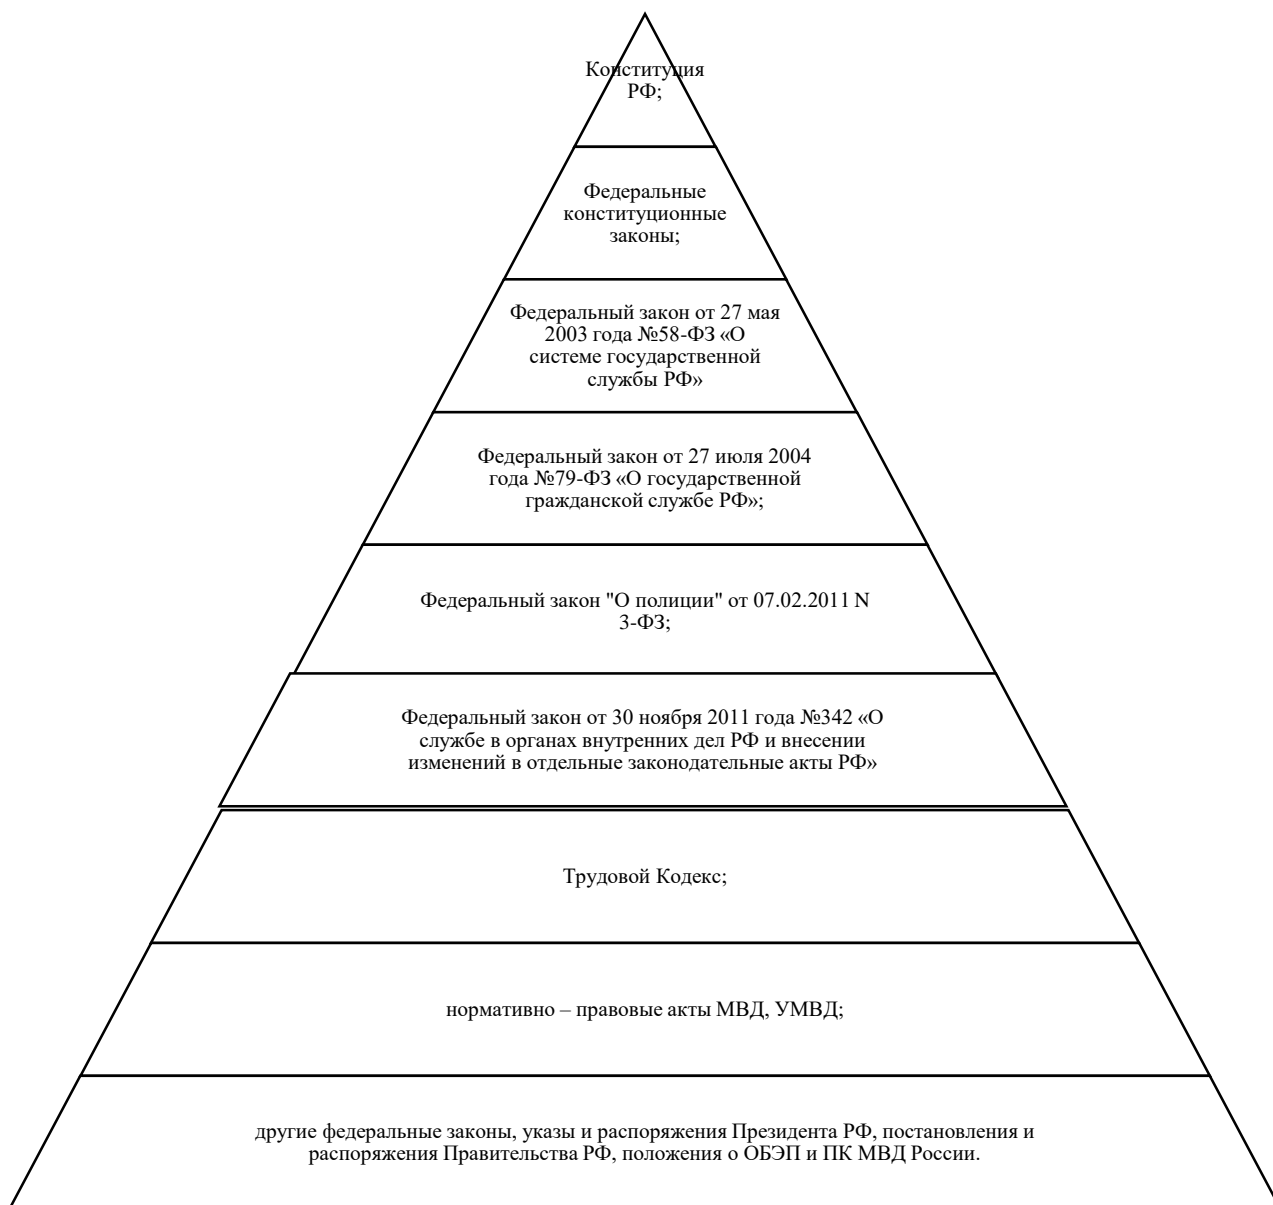 Конституция
РФ;
Федеральные
конституционные
законы;
Федеральный закон от 27 мая
2003 года №58-ФЗ «О
системе государственной
службы РФ»
Федеральный закон от 27 июля 2004
года №79-ФЗ «О государственной
гражданской службе РФ»;
Федеральный закон "О полиции" от 07.02.2011 N
3-ФЗ;
Федеральный закон от 30 ноября 2011 года №342 «О
службе в органах внутренних дел РФ и внесении
изменений в отдельные законодательные акты РФ»
Трудовой Кодекс;
нормативно – правовые акты МВД, УМВД;
другие федеральные законы, указы и распоряжения Президента РФ, постановления и
распоряжения Правительства РФ, положения о ОБЭП и ПК МВД России.